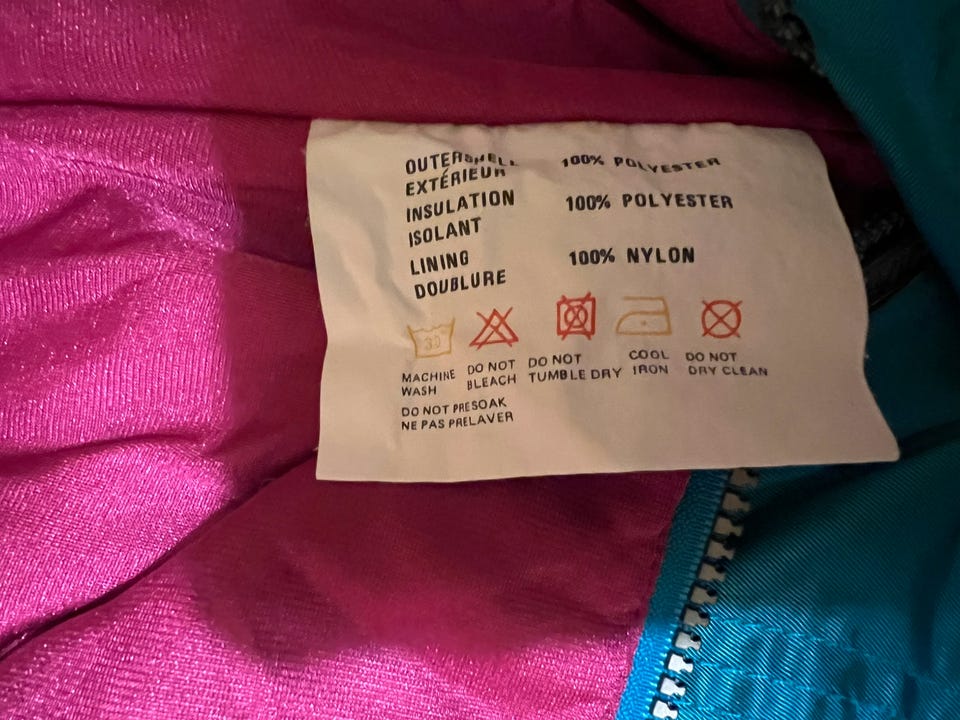 OUTERSHELL 100% POLYESTER
EXTÉRIEUR
INSULATION 100% POLYESTER
ISOLANT
LINING 100% NYLON
DOUBLURE
30
MACHINE WASH
DO NOT BLEACH
DO NOT TUMBLE DRY
COOL IRON
DO NOT DRY CLEAN
DO NOT PRESOAK
NE PAS PRELAVER